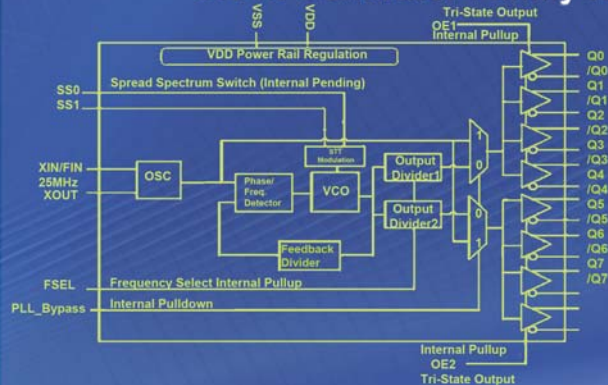 Tri-State Output
OE1
Internal Pullup
VSS
VDD
VDD Power Rail Regulation
SS0
Spread Spectrum Switch (Internal Pending)
SS1
XIN/FIN
25MHz
XOUT
OSC
Phase/
Freq.
Detector
Modulation
VCO
Output
Divider1
Output
Divider2
Feedback
Divider
1
0
0
1
FSEL
Frequency Select Internal Pullup
PLL_Bypass
Internal Pulldown
Q0
/Q0
Q1
/Q1
Q2
/Q2
Q3
/Q3
Q4
/Q4
Q5
/Q5
Q6
/Q6
Q7
/Q7
Internal Pullup
OE2
Tri-State Output